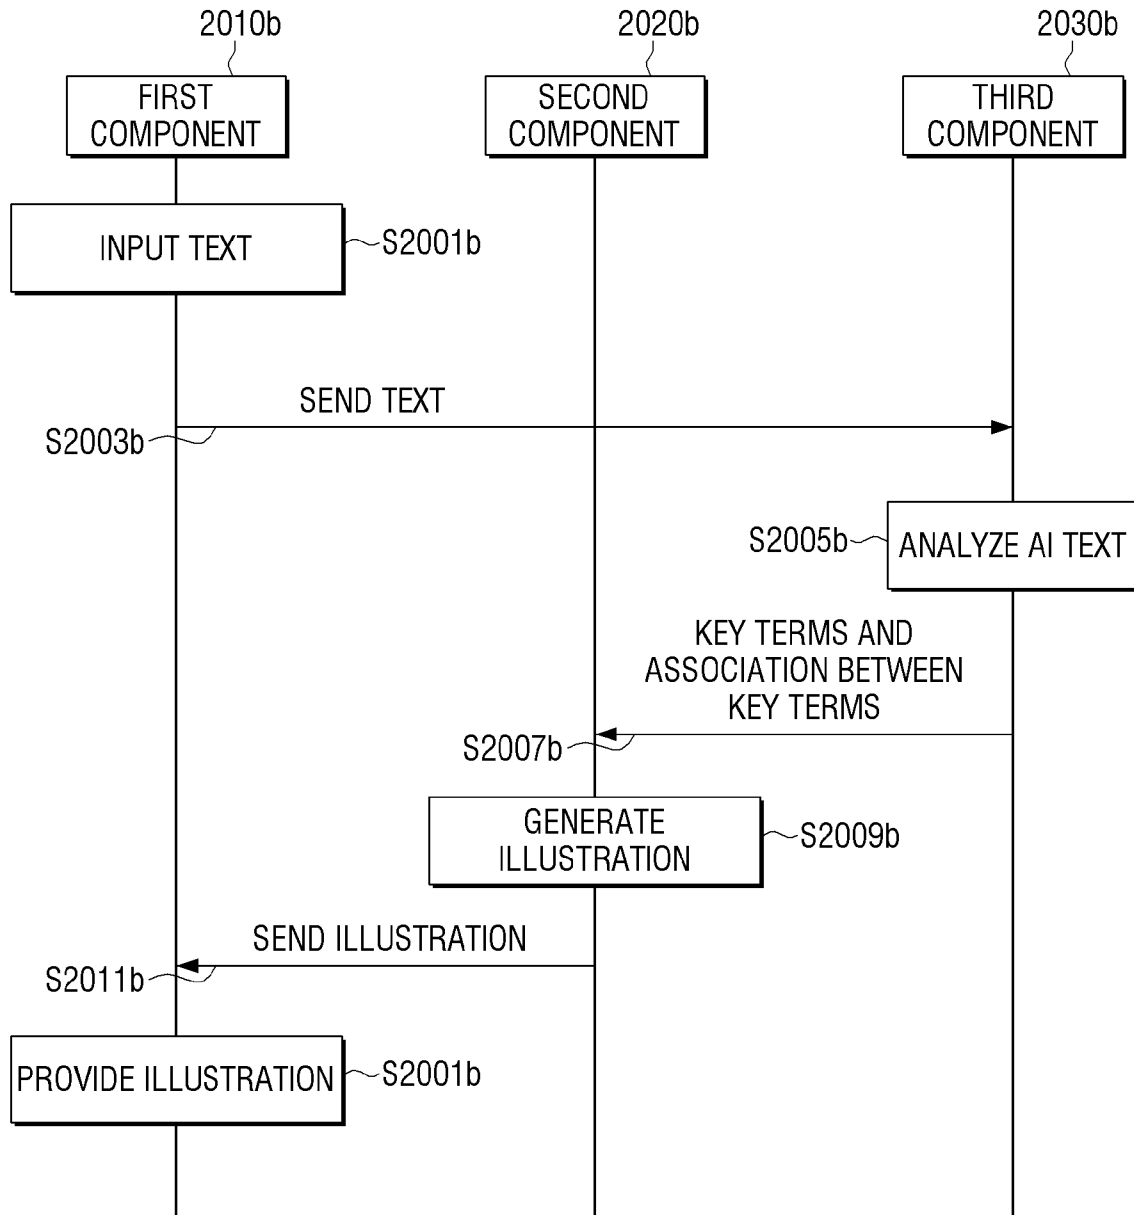 2010b
2020b
2030b
FIRST
COMPONENT
SECOND
COMPONENT
THIRD
COMPONENT
INPUT TEXT
S2001b
SEND TEXT
S2003b
S2005b
ANALYZE AI TEXT
KEY TERMS AND
ASSOCIATION BETWEEN
KEY TERMS
S2007b
GENERATE
ILLUSTRATION
S2009b
SEND ILLUSTRATION
S2011b
PROVIDE ILLUSTRATION
S2001b